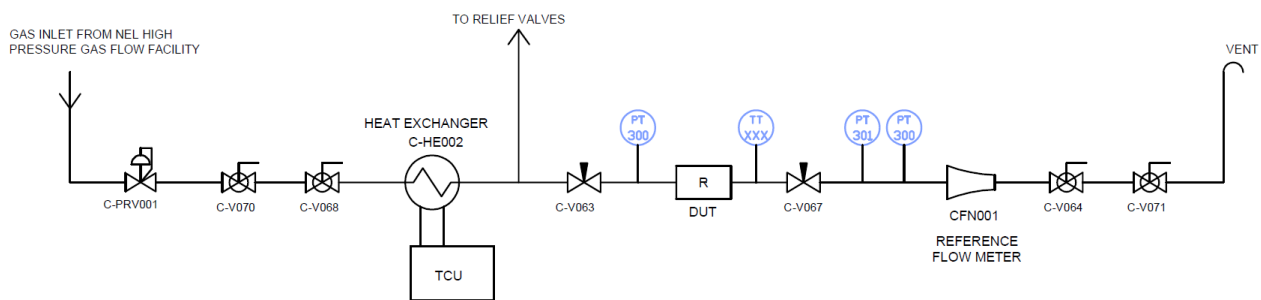 TO RELIEF VALVES
GAS INLET FROM NEL HIGH
PRESSURE GAS FLOW FACILITY
VENT
HEAT EXCHANGER
C-HE002
PT
300
TT
XXX
PT
301
PT
300
R
C-PRV001
C-V070
C-V068
C-V063
DUT
C-V067
CFN001
C-V064
C-V071
REFERENCE
FLOW METER
TCU